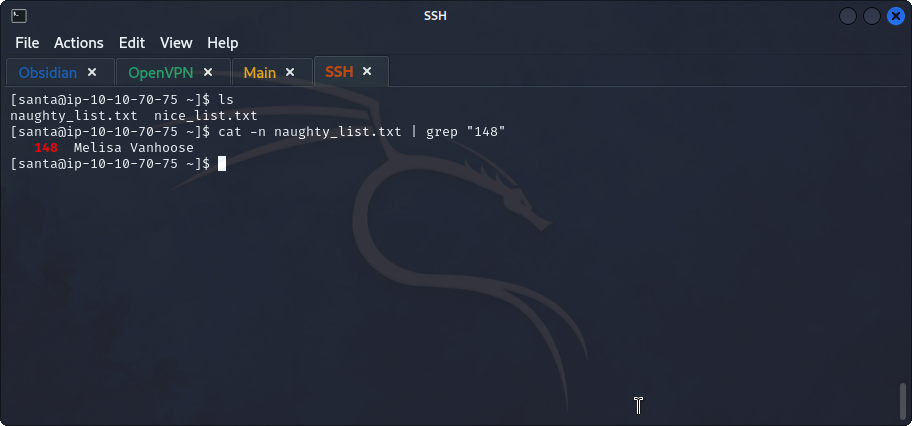 SSH
File Actions Edit View Help
Obsidian × OpenVPN × Main × SSH ×
[santa@ip-10-10-70-75 ~]$ ls
naughty_list.txt  nice_list.txt
[santa@ip-10-10-70-75 ~]$ cat -n naughty_list.txt | grep "148"
   148  Melisa Vanhoose
[santa@ip-10-10-70-75 ~]$